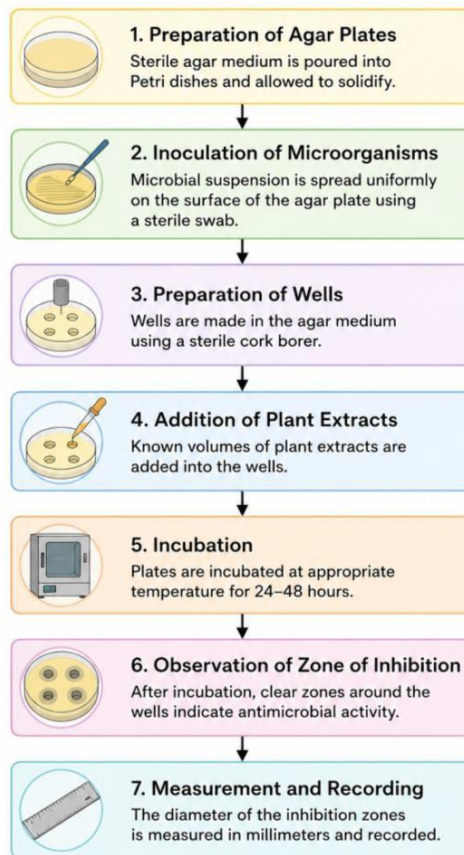 1. Preparation of Agar Plates
Sterile agar medium is poured into
Petri dishes and allowed to solidify.
2. Inoculation of Microorganisms
Microbial suspension is spread uniformly
on the surface of the agar plate using
a sterile swab.
3. Preparation of Wells
Wells are made in the agar medium
using a sterile cork borer.
4. Addition of Plant Extracts
Known volumes of plant extracts are
added into the wells.
5. Incubation
Plates are incubated at appropriate
temperature for 24–48 hours.
6. Observation of Zone of Inhibition
After incubation, clear zones around the
wells indicate antimicrobial activity.
7. Measurement and Recording
The diameter of the inhibition zones
is measured in millimeters and recorded.